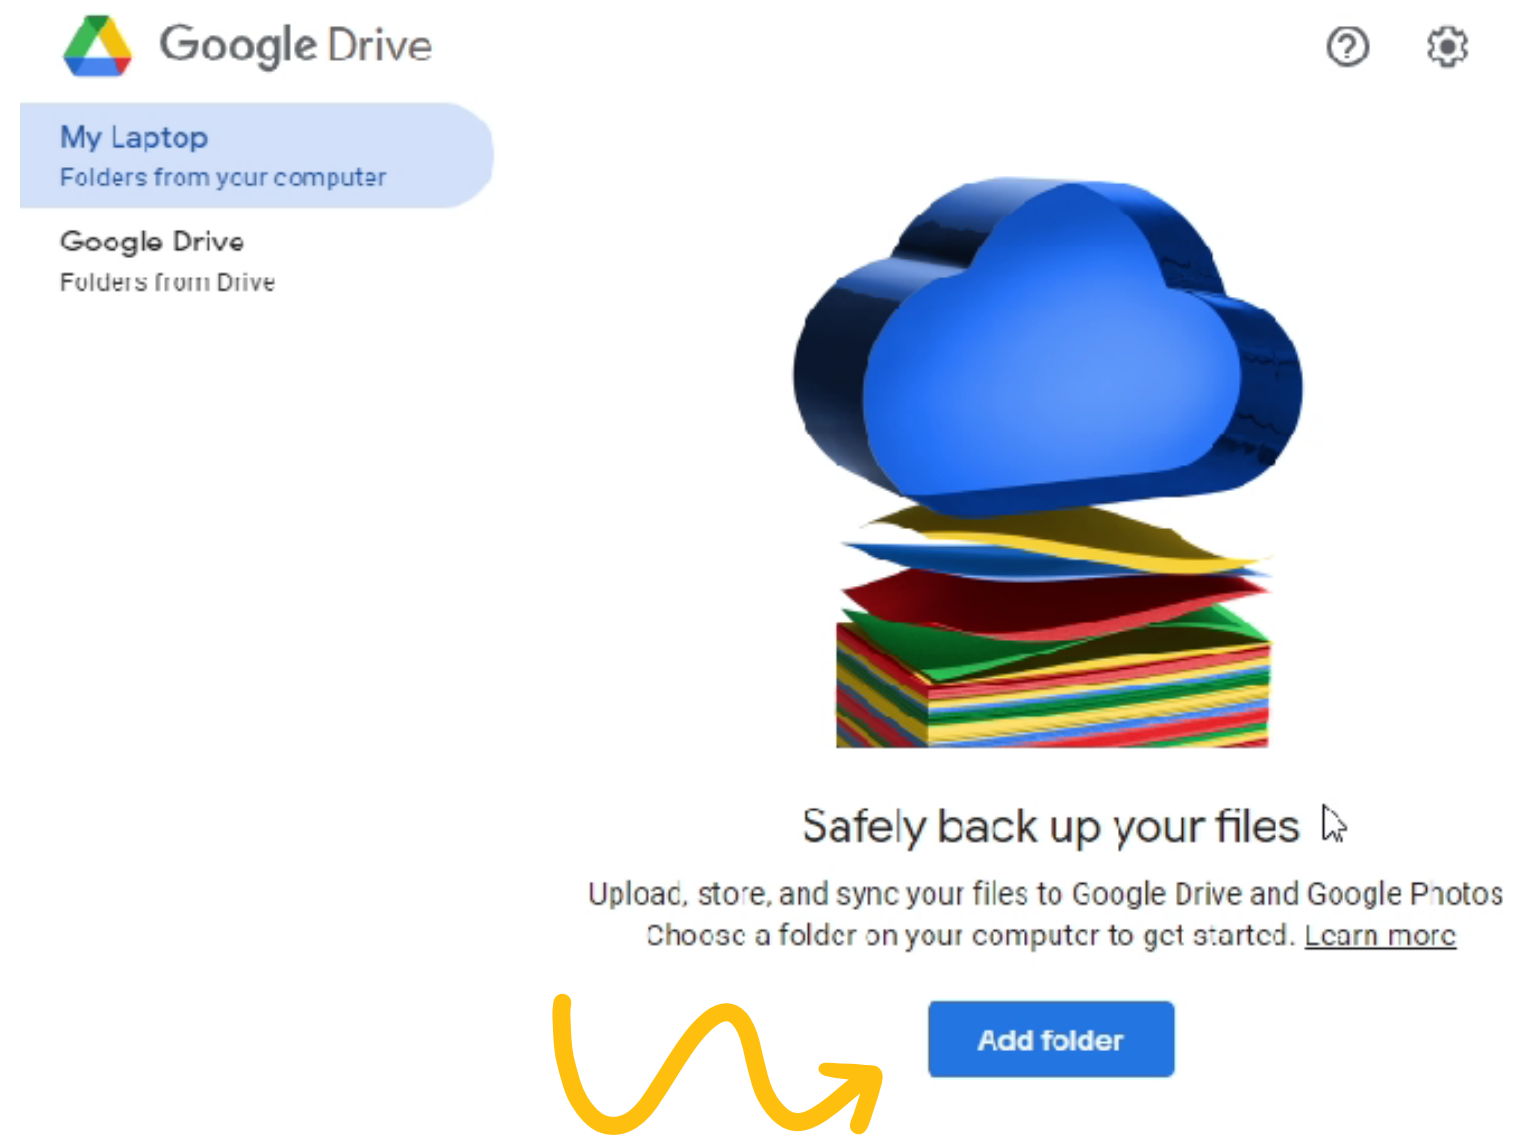 Google Drive
My Laptop
Folders from your computer
Google Drive
Folders from Drive
Safely back up your files
Upload, store, and sync your files to Google Drive and Google Photos
Choose a folder on your computer to get started. Learn more
Add folder